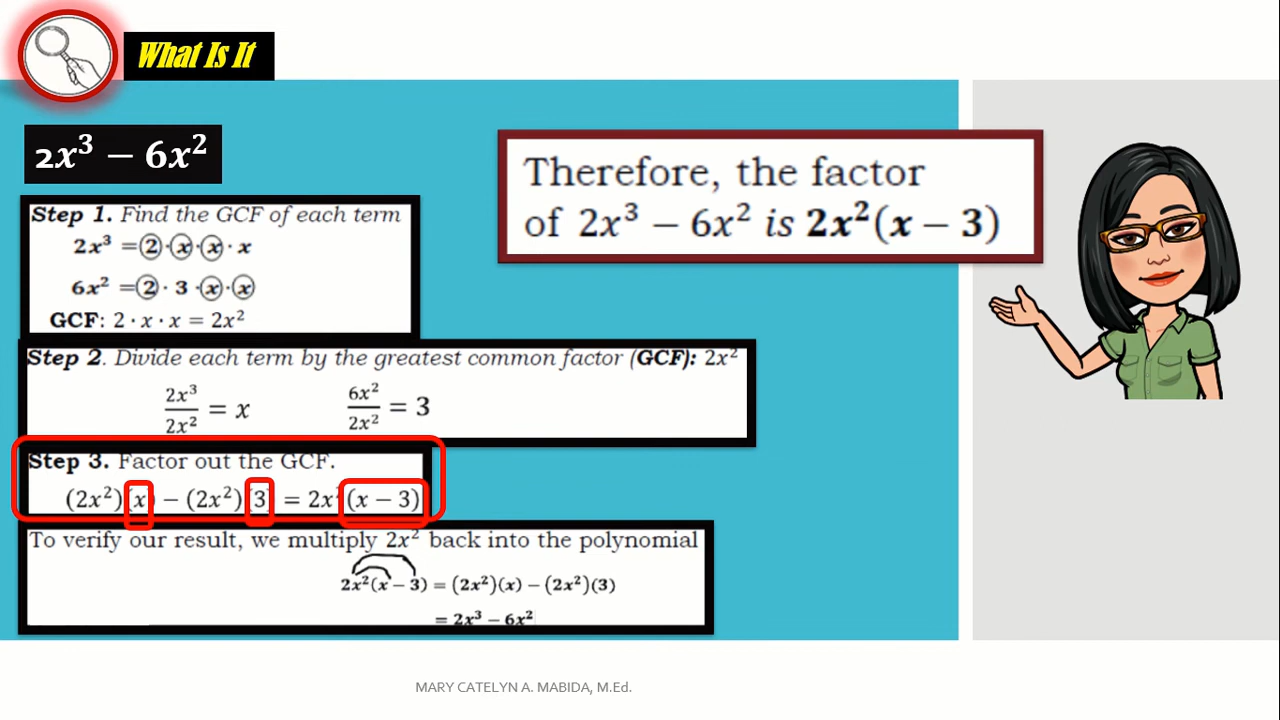 What Is It
2x³ − 6x²
Therefore, the factor
of 2x³ − 6x² is 2x²(x − 3)
Step 1. Find the GCF of each term
2x³ = 2 · x · x · x
6x² = 2 · 3 · x · x
GCF: 2 · x · x = 2x²
Step 2. Divide each term by the greatest common factor (GCF): 2x²
2x³/2x² = x 6x²/2x² = 3
Step 3. Factor out the GCF.
(2x²)(x) − (2x²)(3) = 2x²(x − 3)
To verify our result, we multiply 2x² back into the polynomial
2x²(x − 3) = (2x²)(x) − (2x²)(3)
= 2x³ − 6x²
MARY CATELYN A. MABIDA, M.Ed.